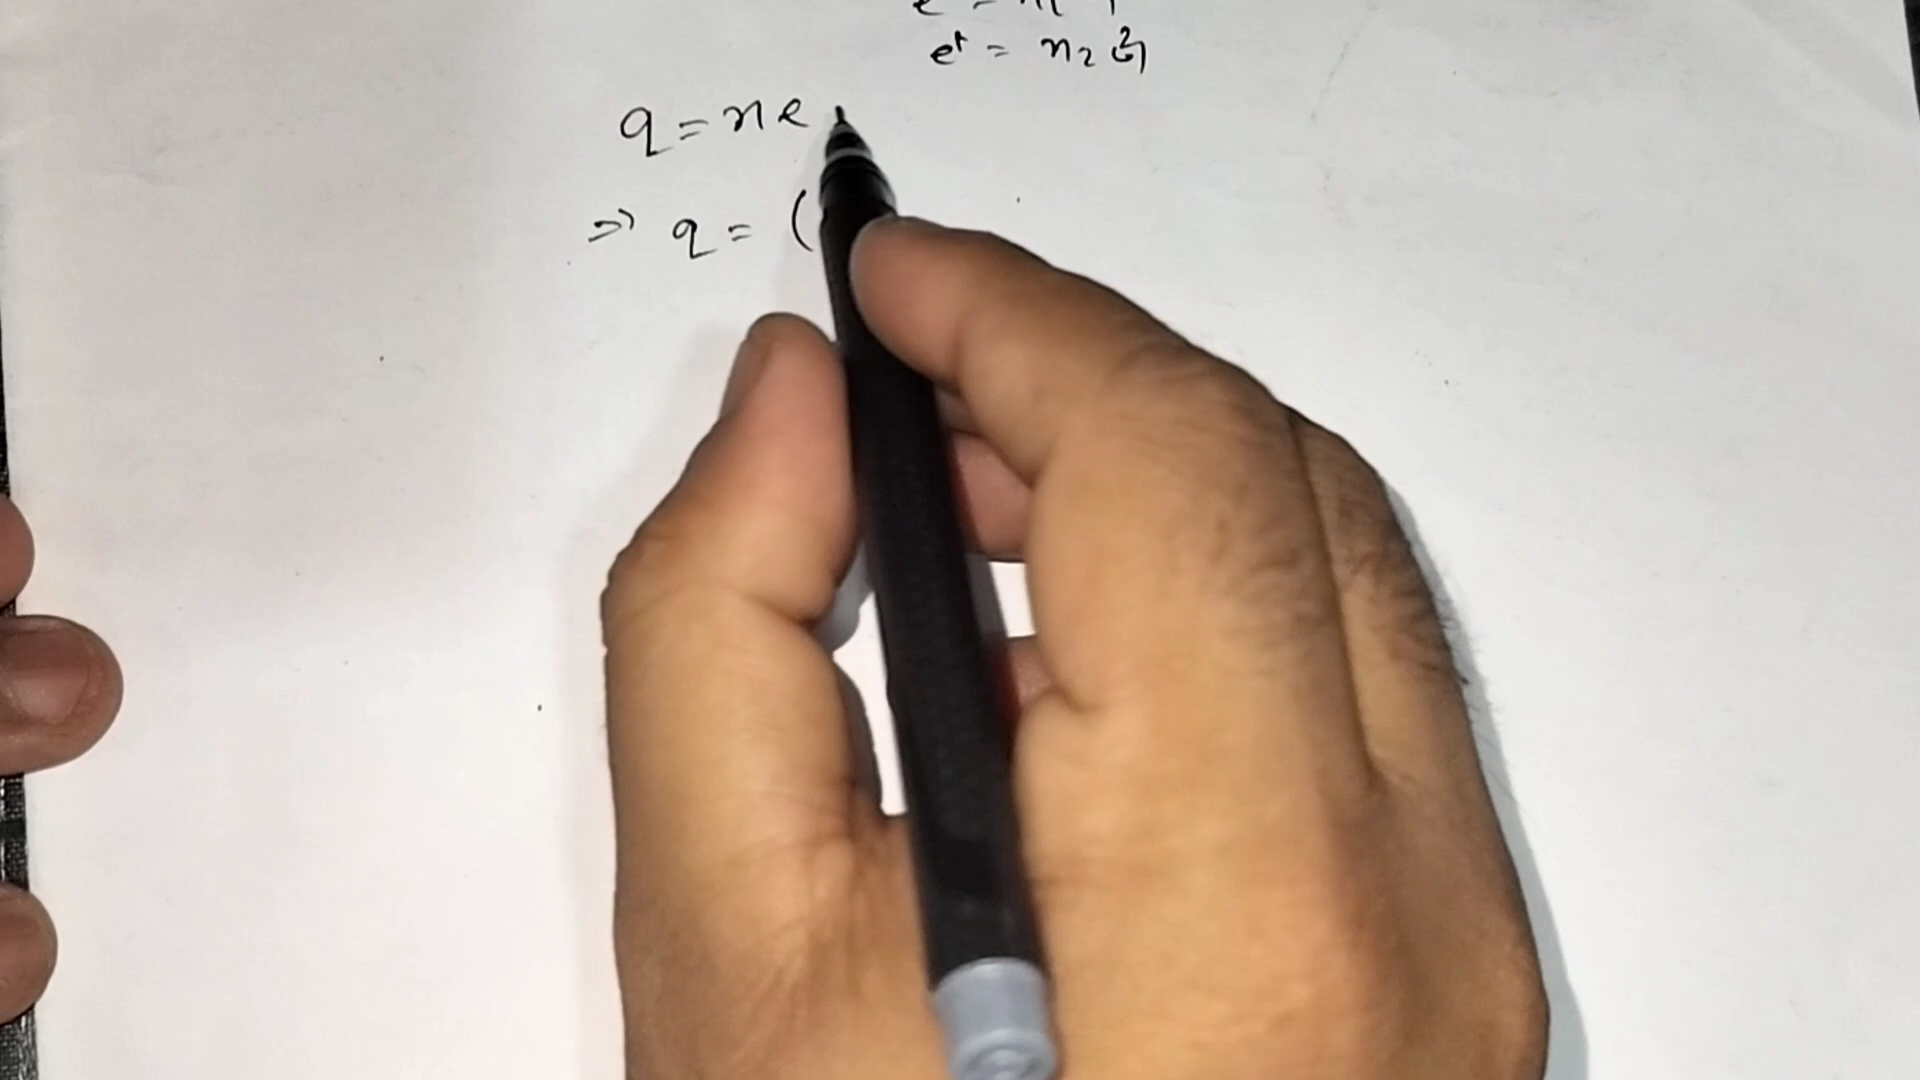 e⁺ = n₂
q = ne
⇒ q = (